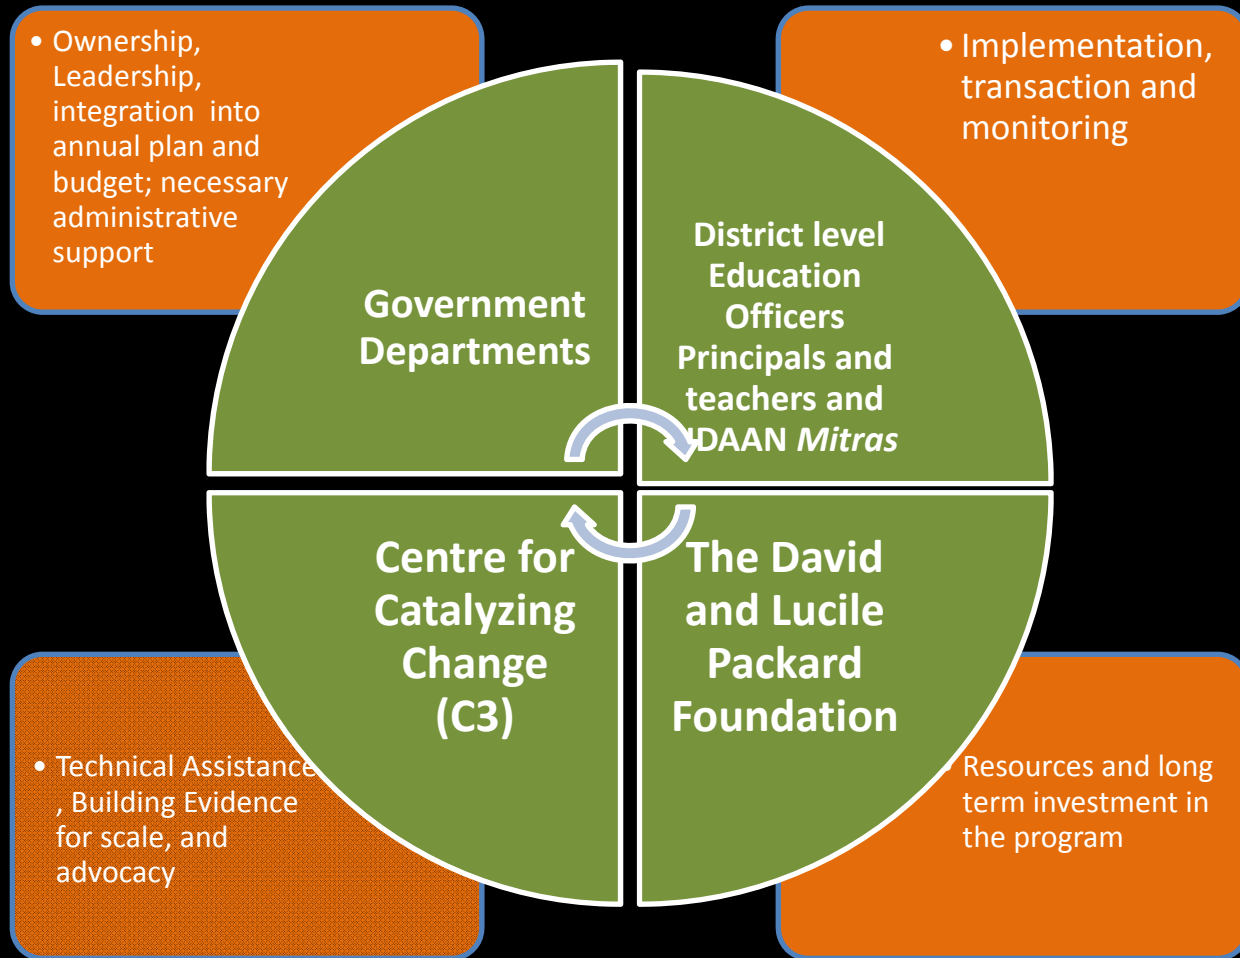 • Ownership,
Leadership,
integration into
annual plan and
budget; necessary
administrative
support
• Implementation,
transaction and
monitoring
Government
Departments
District level
Education
Officers
Principals and
teachers and
IDAAN Mitras
Centre for
Catalyzing
Change
(C3)
The David
and Lucile
Packard
Foundation
• Technical Assistance
, Building Evidence
for scale, and
advocacy
• Resources and long
term investment in
the program